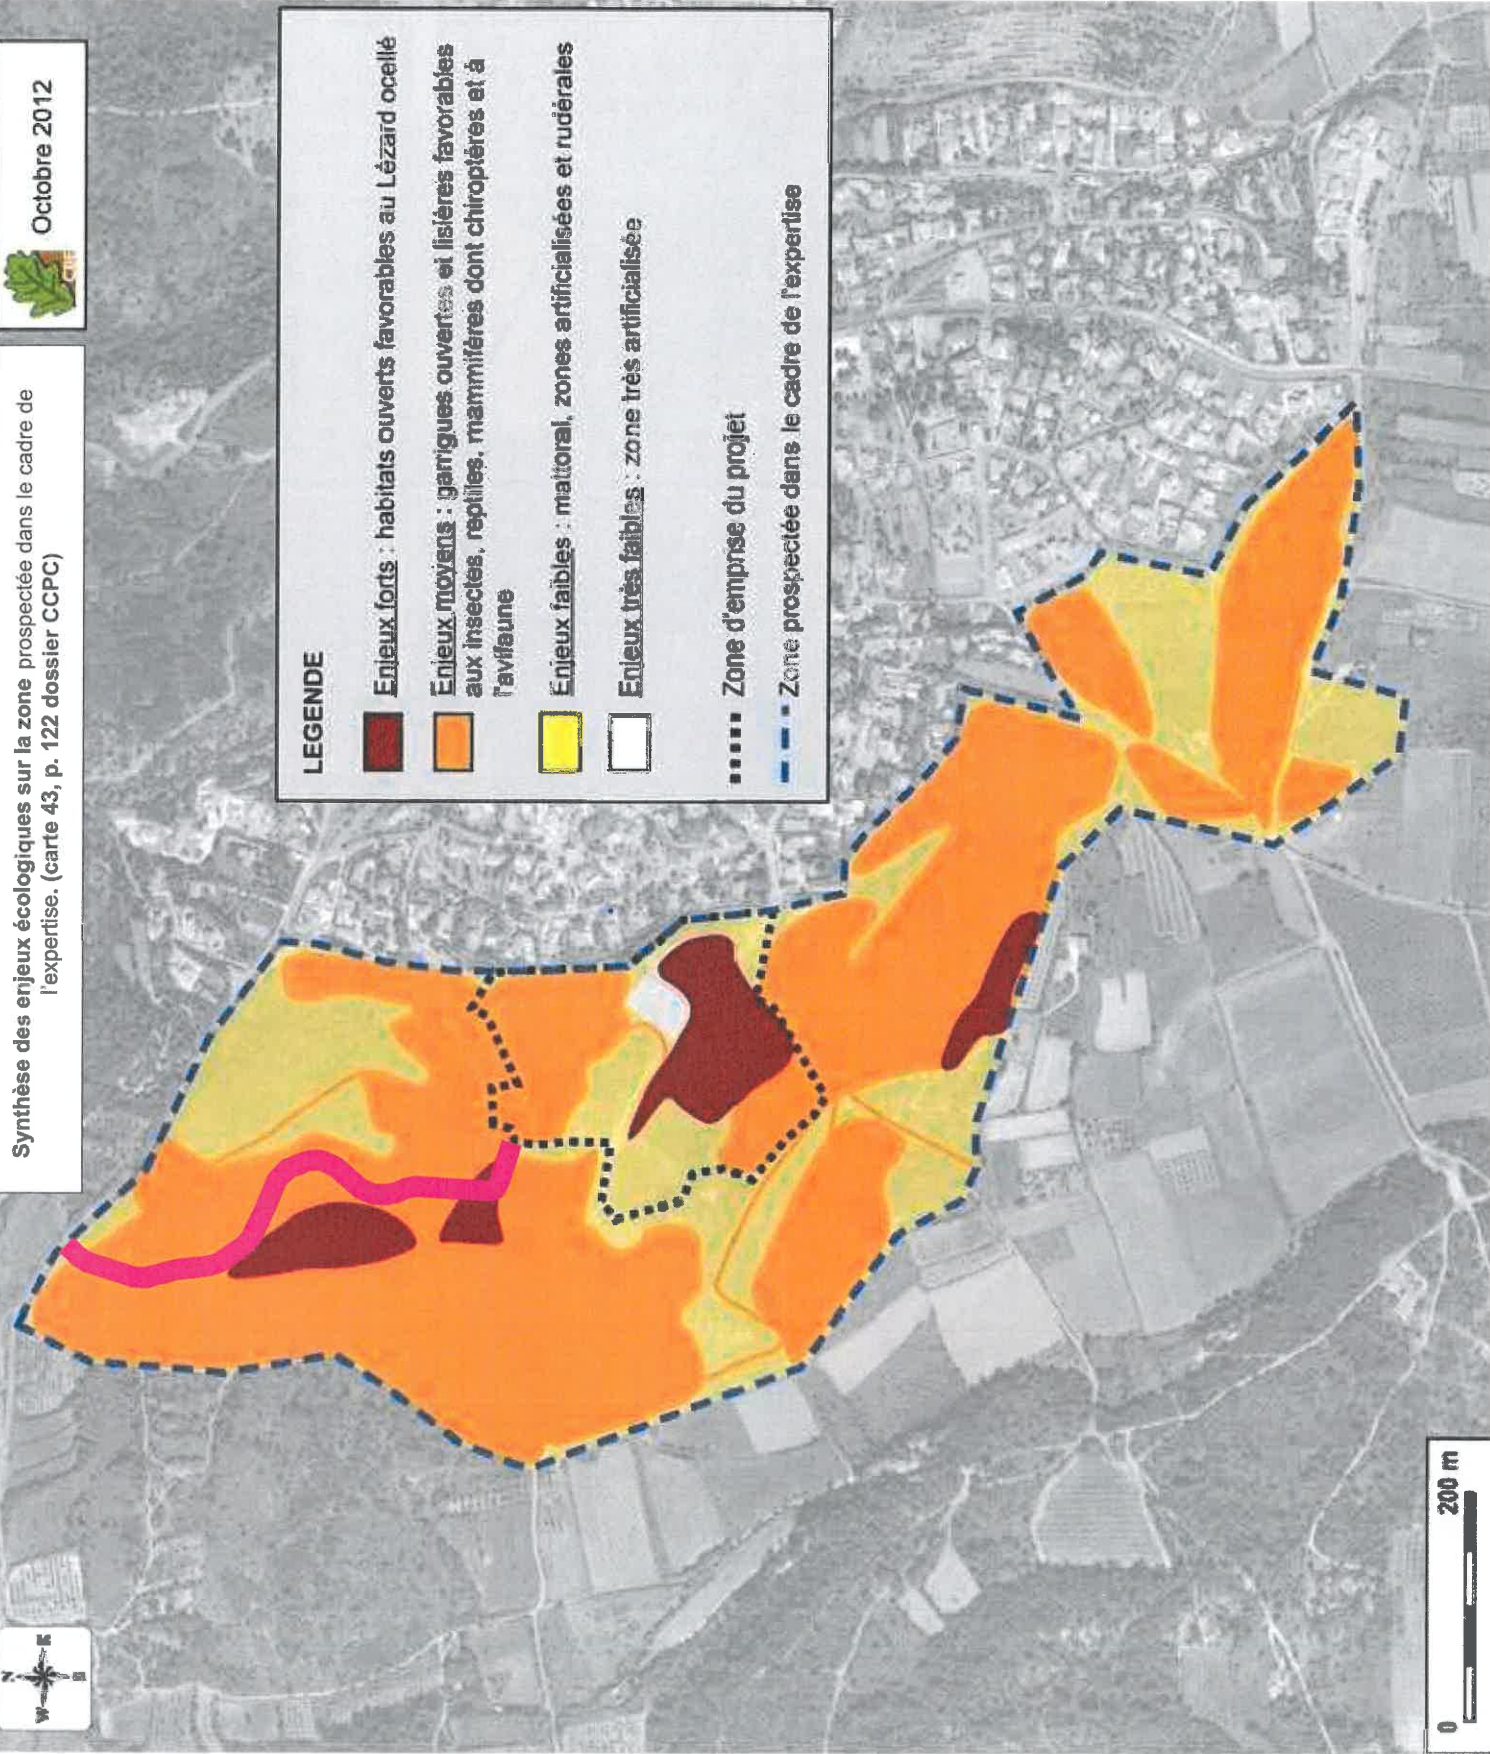 Synthèse des enjeux écologiques sur la zone prospectée dans le cadre de
l'expertise. (carte 43, p. 122 dossier CCPC)
Octobre 2012
LEGENDE
Enjeux forts : habitats ouverts favorables au Lézard ocellé
Enjeux moyens : garrigues ouvertes et lisières favorables
aux insectes, reptiles, mammifères dont chiroptères et à
l'avifaune
Enjeux faibles : mattoral, zones artificialisées et rudérales
Enjeux très faibles : zone très artificialisée
Zone d'emprise du projet
Zone prospectée dans le cadre de l'expertise
N
W E
S
0 200 m